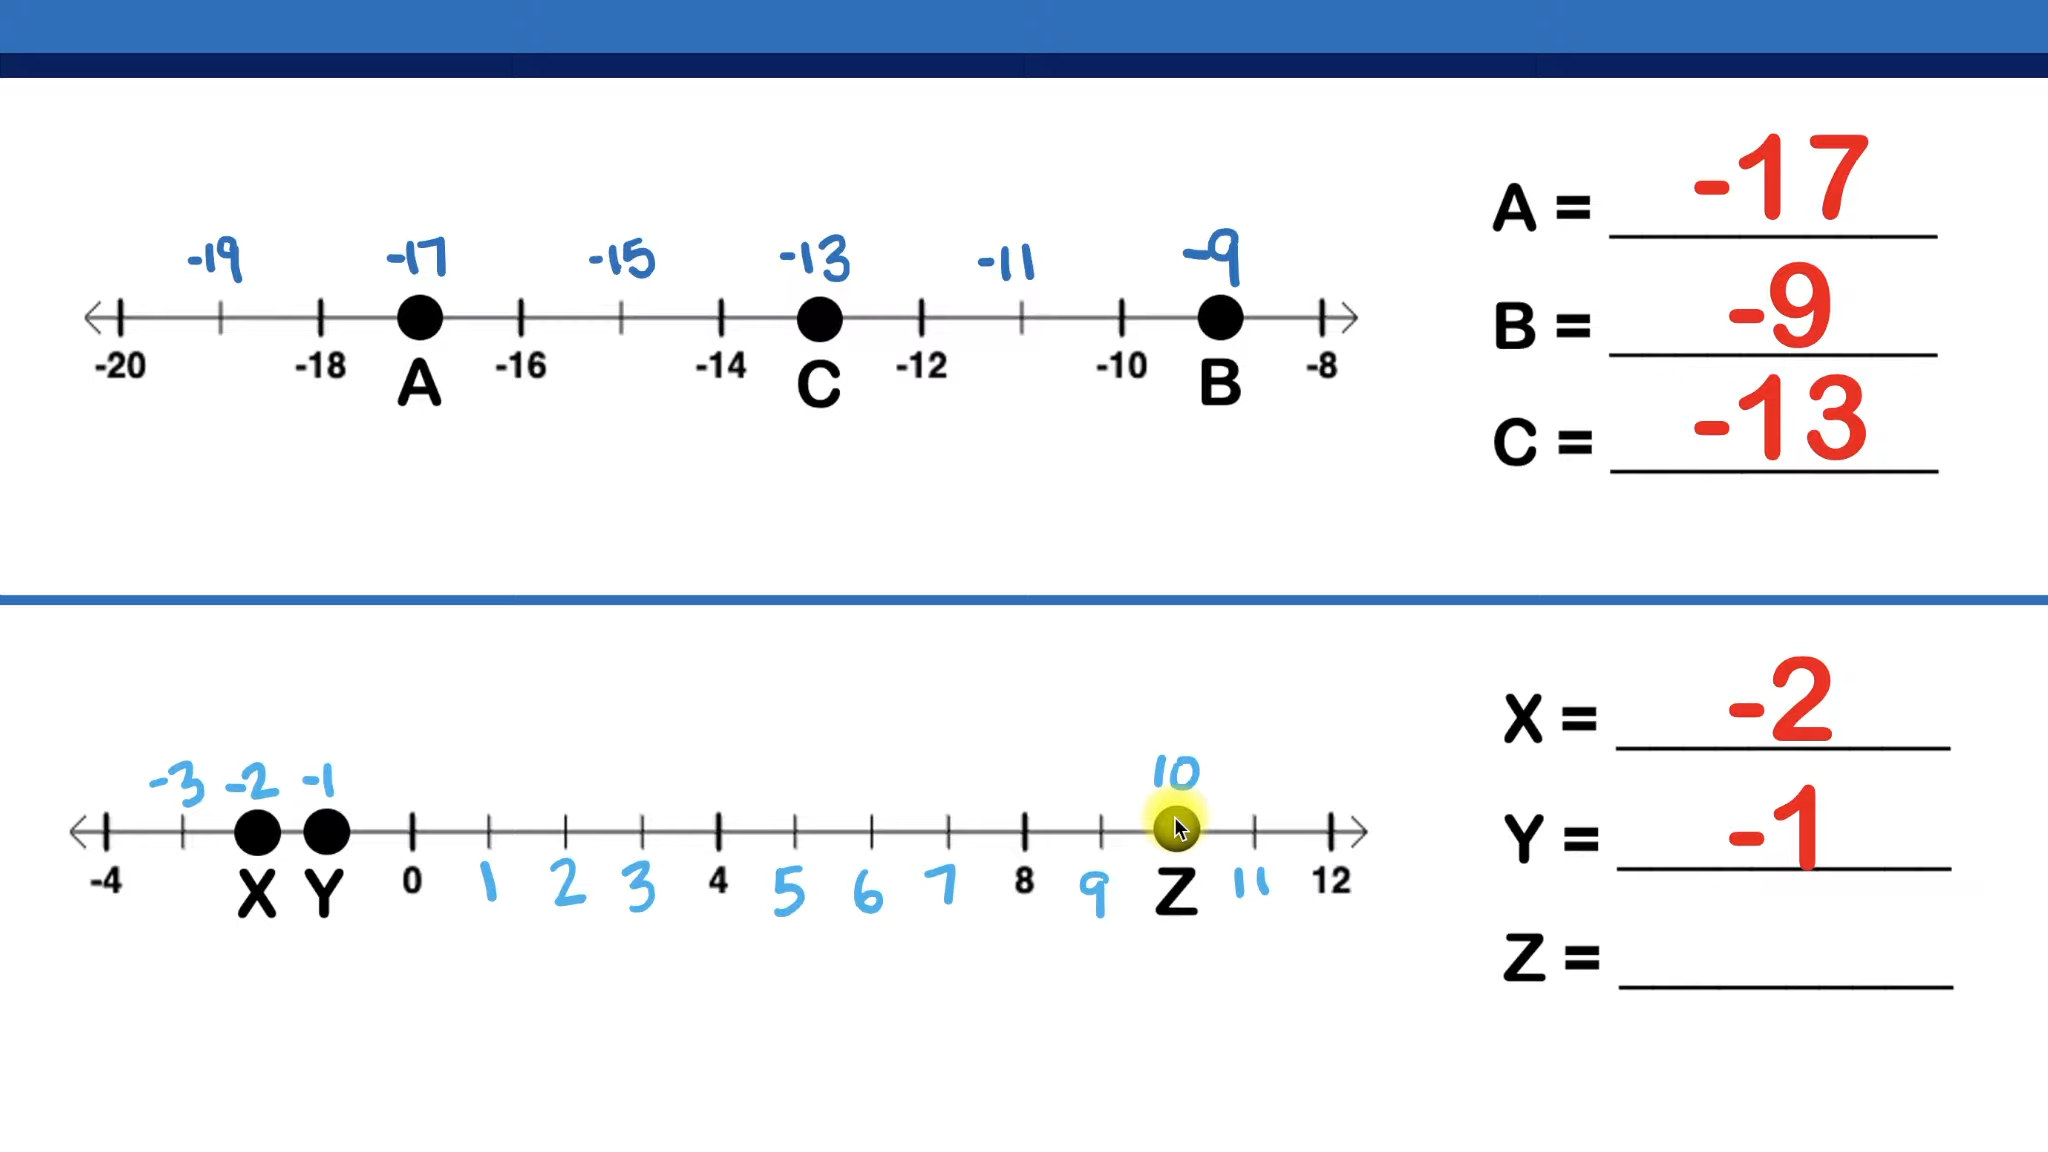 -19 -17 -15 -13 -11 -9
-20 -18 A -16 -14 C -12 -10 B -8
A = -17
B = -9
C = -13
-3 -2 -1 10
-4 X Y 0 1 2 3 4 5 6 7 8 9 Z 11 12
X = -2
Y = -1
Z =